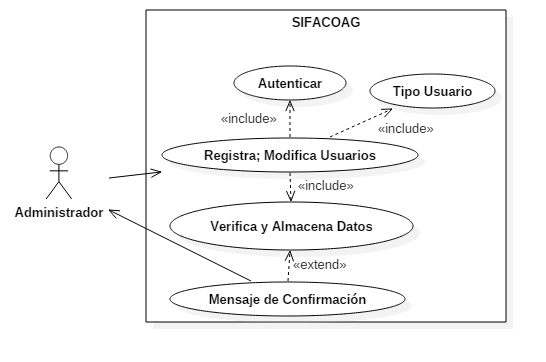 SIFACOAG
Autenticar
Tipo Usuario
«include»
«include»
Registra; Modifica Usuarios
«include»
Administrador
Verifica y Almacena Datos
«extend»
Mensaje de Confirmación